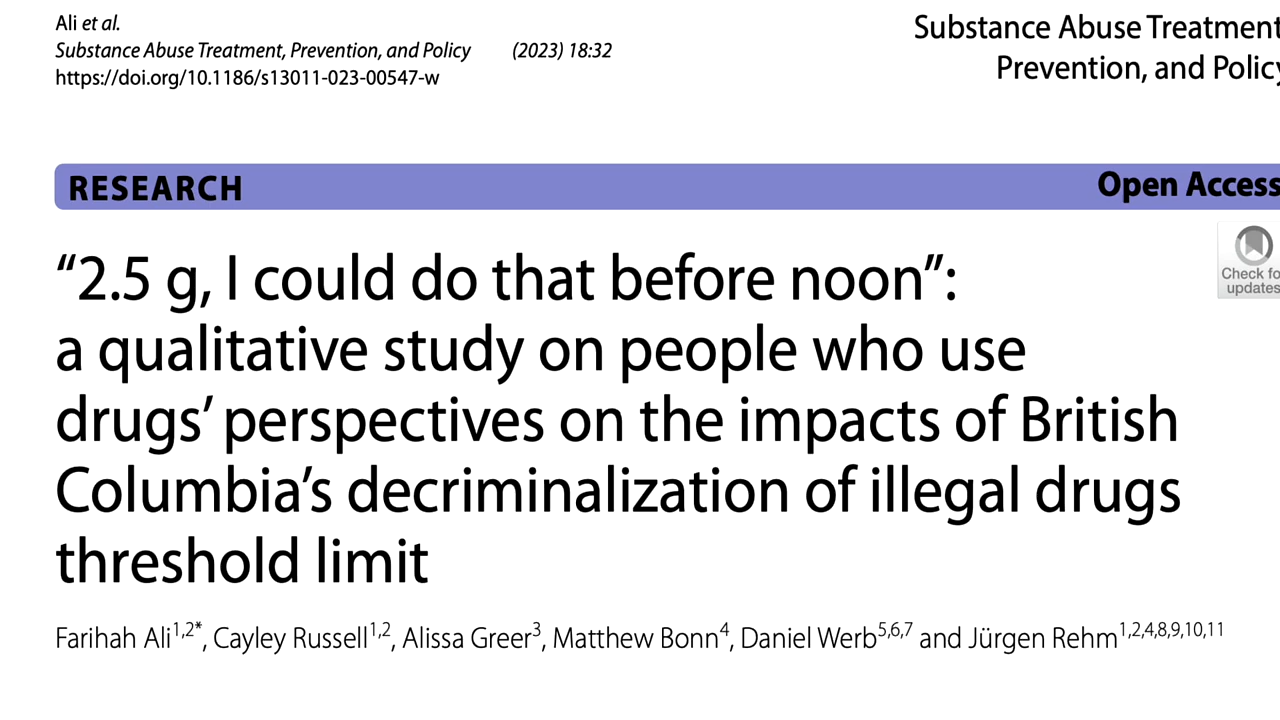 Ali et al.
Substance Abuse Treatment, Prevention, and Policy (2023) 18:32
https://doi.org/10.1186/s13011-023-00547-w
Substance Abuse Treatment
Prevention, and Policy
RESEARCH
Open Access
Check fo
updates
“2.5 g, I could do that before noon”:
a qualitative study on people who use
drugs’ perspectives on the impacts of British
Columbia’s decriminalization of illegal drugs
threshold limit
Farihah Ali1,2*, Cayley Russell1,2, Alissa Greer3, Matthew Bonn4, Daniel Werb5,6,7 and Jürgen Rehm1,2,4,8,9,10,11